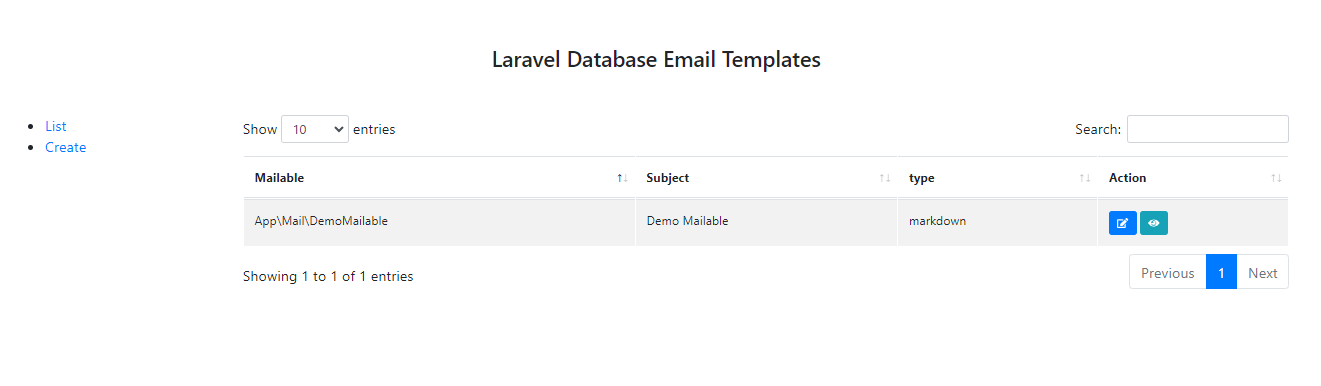 Laravel Database Email Templates
List
Create
Show 10 entries
Search:
Mailable Subject type Action
App\Mail\DemoMailable Demo Mailable markdown
Showing 1 to 1 of 1 entries
Previous 1 Next